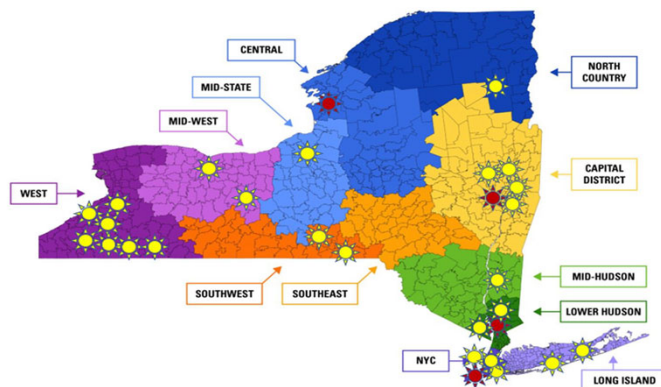 CENTRAL
MID-STATE
MID-WEST
WEST
NORTH
COUNTRY
CAPITAL
DISTRICT
MID-HUDSON
LOWER HUDSON
SOUTHWEST
SOUTHEAST
NYC
LONG ISLAND